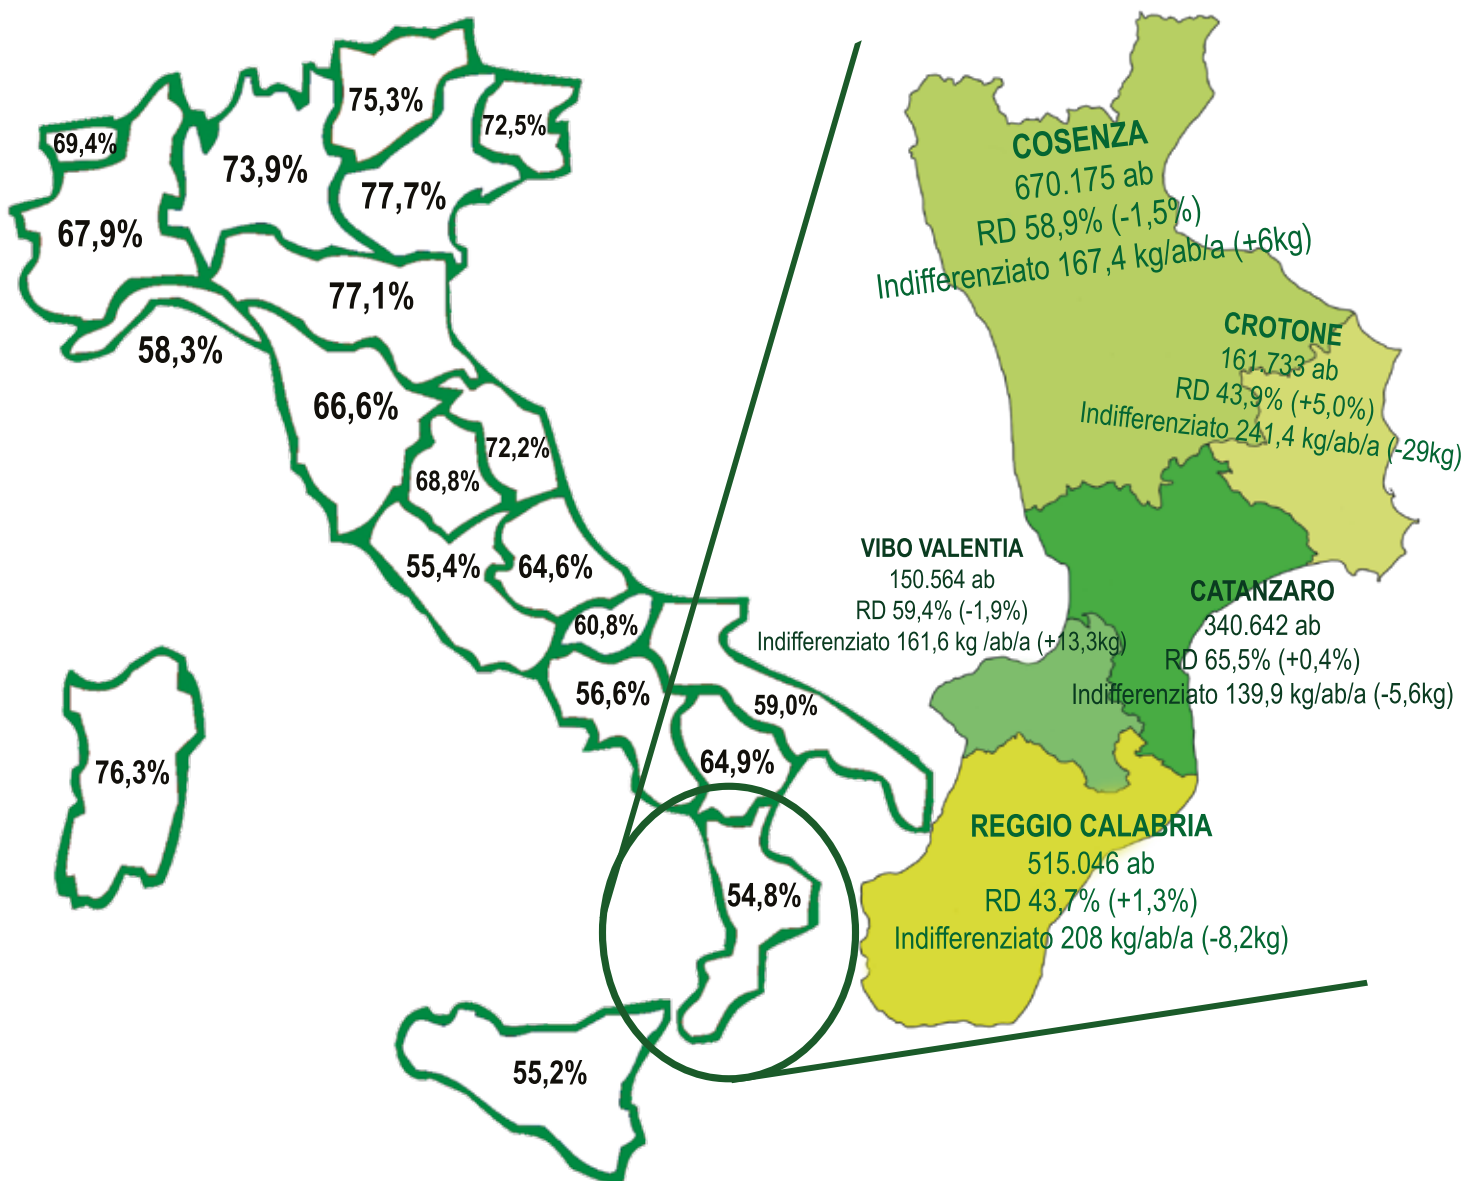 75,3%
72,5%
69,4%
73,9%
77,7%
67,9%
77,1%
58,3%
66,6%
72,2%
68,8%
55,4%
64,6%
60,8%
56,6%
59,0%
64,9%
76,3%
54,8%
55,2%
COSENZA
670.175 ab
RD 58,9% (-1,5%)
Indifferenziato 167,4 kg/ab/a (+6kg)
CROTONE
161.733 ab
RD 43,9% (+5,0%)
Indifferenziato 241,4 kg/ab/a (-29kg)
VIBO VALENTIA
150.564 ab
RD 59,4% (-1,9%)
Indifferenziato 161,6 kg /ab/a (+13,3kg)
CATANZARO
340.642 ab
RD 65,5% (+0,4%)
Indifferenziato 139,9 kg/ab/a (-5,6kg)
REGGIO CALABRIA
515.046 ab
RD 43,7% (+1,3%)
Indifferenziato 208 kg/ab/a (-8,2kg)